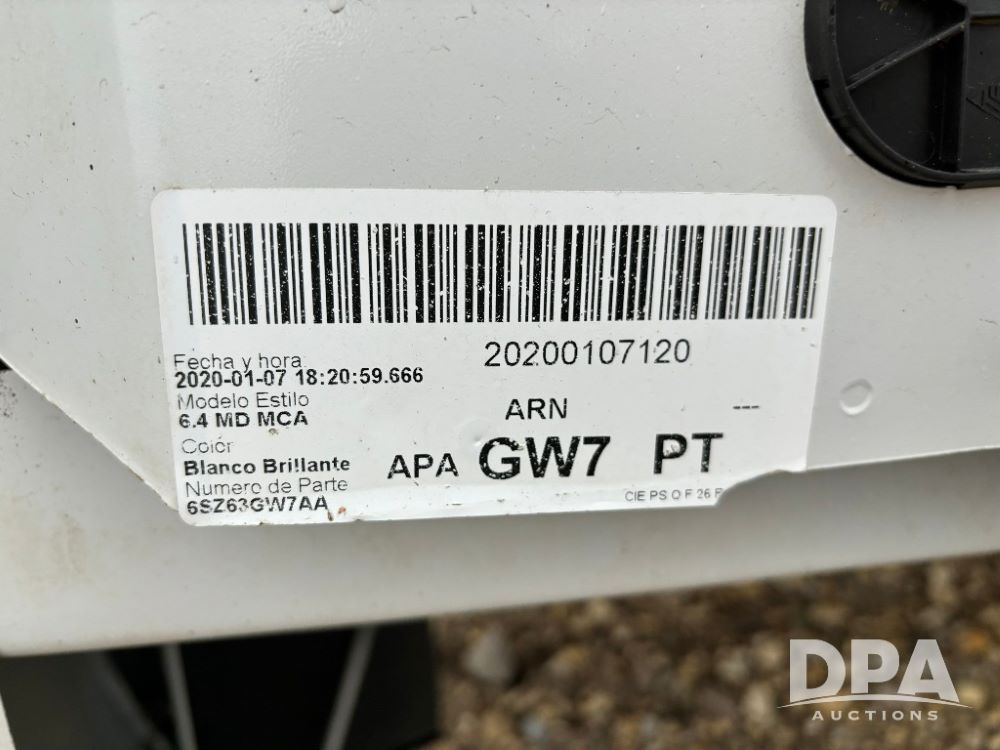 20200107120
Fecha y hora
2020-01-07 18:20:59.666
Modelo Estilo
6.4 MD MCA
ARN ---
Color
Blanco Brillante
APA GW7 PT
Numero de Parte
6SZ63GW7AA
CIE PS O F 26 F
DPA
AUCTIONS